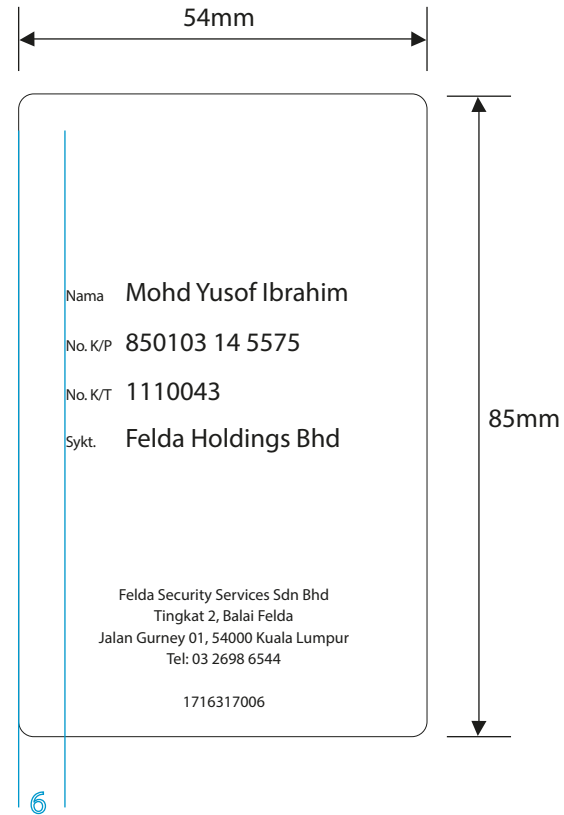 54mm
Nama Mohd Yusof Ibrahim
No. K/P 850103 14 5575
No. K/T 1110043
85mm
Sykt. Felda Holdings Bhd
Felda Security Services Sdn Bhd
Tingkat 2, Balai Felda
Jalan Gurney 01, 54000 Kuala Lumpur
Tel: 03 2698 6544
1716317006
6